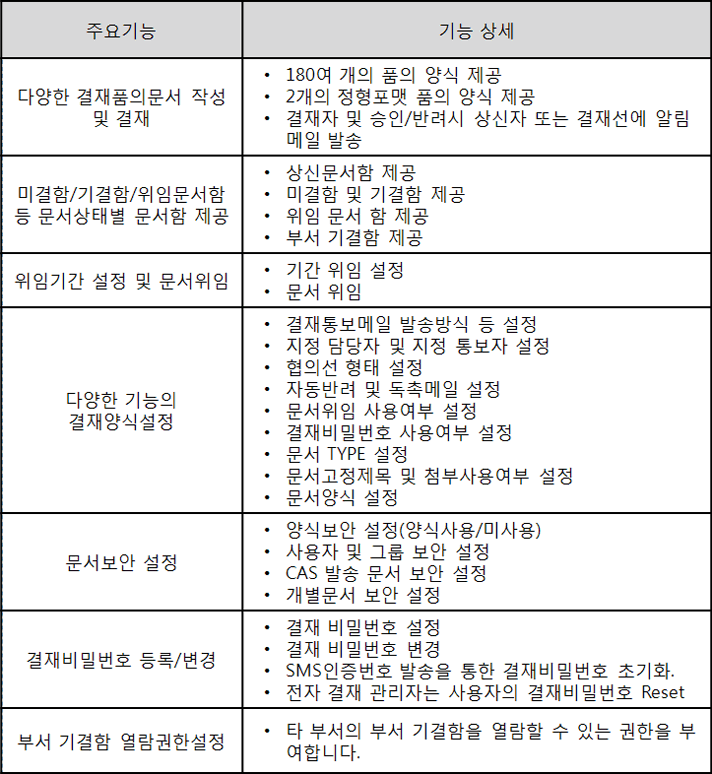 주요기능
기능 상세
다양한 결재품의문서 작성
및 결재
• 180여 개의 품의 양식 제공
• 2개의 정형포맷 품의 양식 제공
• 결재자 및 승인/반려시 상신자 또는 결재선에 알림
메일 발송
미결함/기결함/위임문서함
등 문서상태별 문서함 제공
• 상신문서함 제공
• 미결함 및 기결함 제공
• 위임 문서 함 제공
• 부서 기결함 제공
위임기간 설정 및 문서위임
• 기간 위임 설정
• 문서 위임
다양한 기능의
결재양식설정
• 결재통보메일 발송방식 등 설정
• 지정 담당자 및 지정 통보자 설정
• 협의선 형태 설정
• 자동반려 및 독촉메일 설정
• 문서위임 사용여부 설정
• 결재비밀번호 사용여부 설정
• 문서 TYPE 설정
• 문서고정제목 및 첨부사용여부 설정
• 문서양식 설정
문서보안 설정
• 양식보안 설정(양식사용/미사용)
• 사용자 및 그룹 보안 설정
• CAS 발송 문서 보안 설정
• 개별문서 보안 설정
결재비밀번호 등록/변경
• 결재 비밀번호 설정
• 결재 비밀번호 변경
• SMS인증번호 발송을 통한 결재비밀번호 초기화.
• 전자 결재 관리자는 사용자의 결재비밀번호 Reset
부서 기결함 열람권한설정
• 타 부서의 부서 기결함을 열람할 수 있는 권한을 부
여합니다.